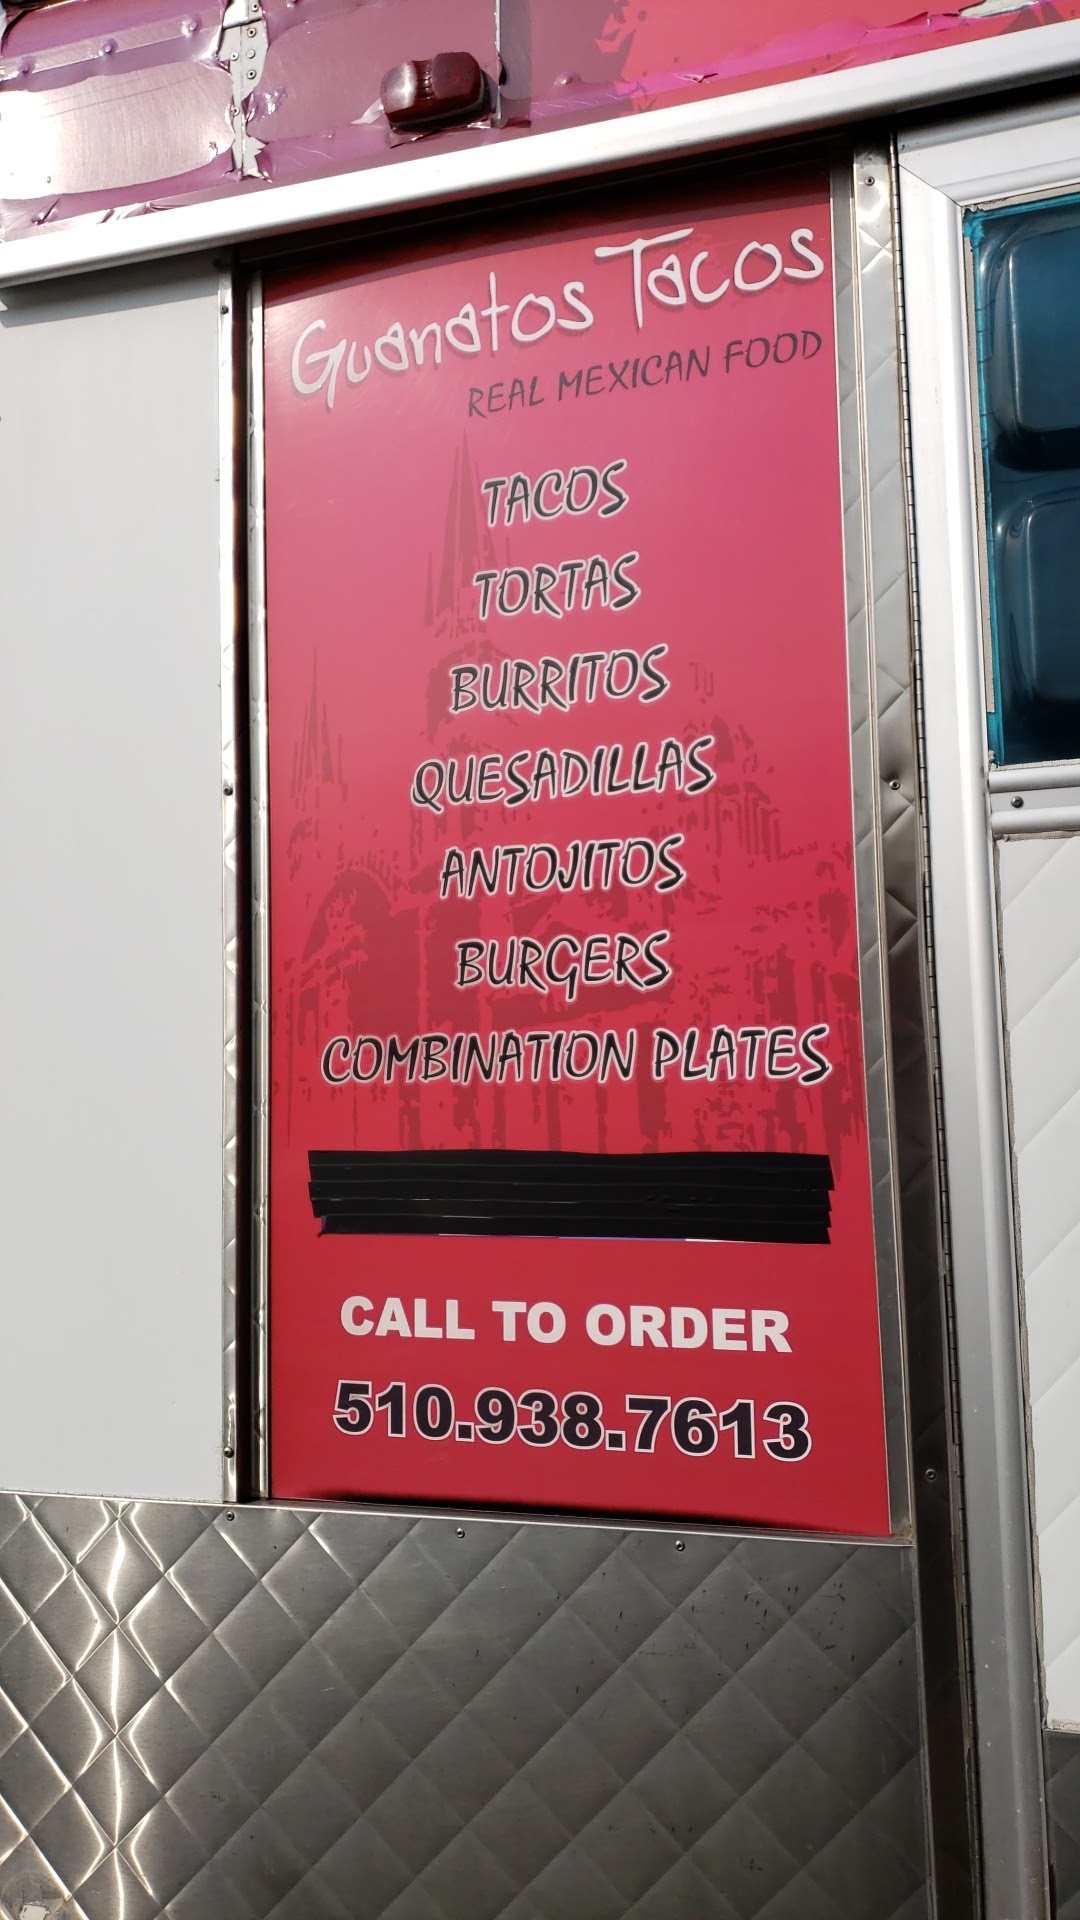 Guanatos Tacos
REAL MEXICAN FOOD
TACOS
TORTAS
BURRITOS
QUESADILLAS
ANTOJITOS
BURGERS
COMBINATION PLATES
CALL TO ORDER
510.938.7613